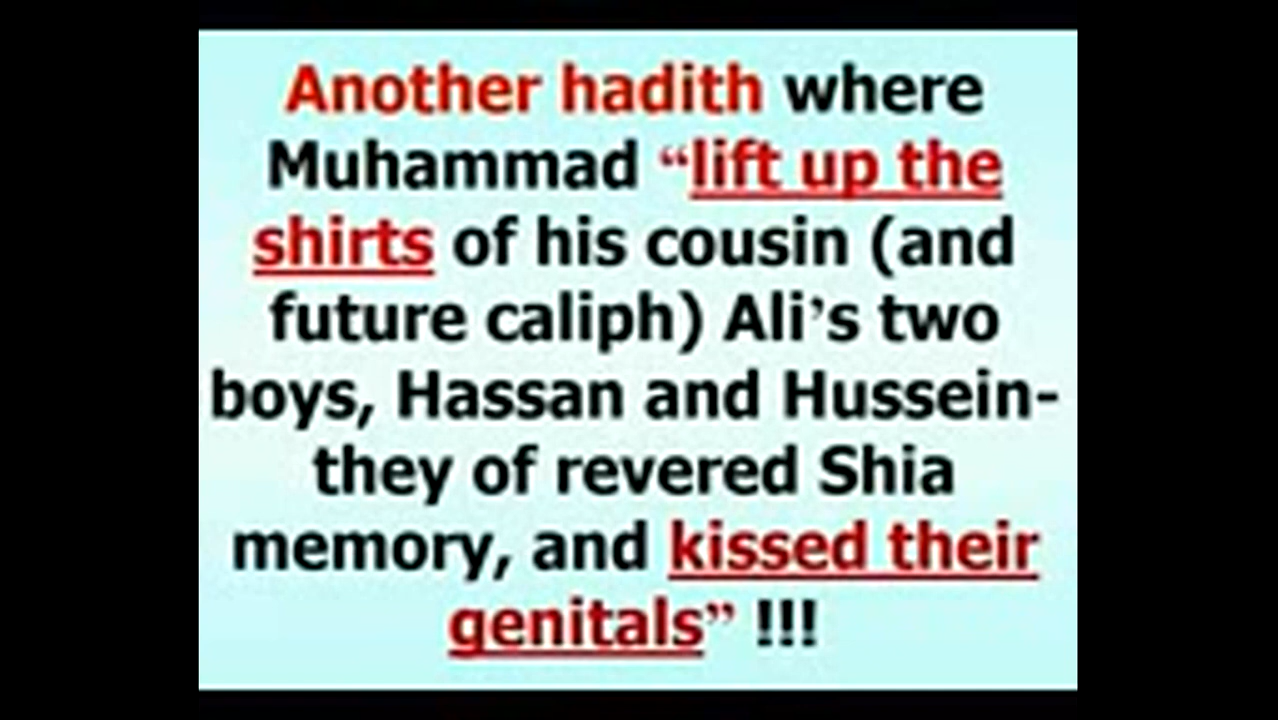 Another hadith where
Muhammad “lift up the
shirts of his cousin (and
future caliph) Ali’s two
boys, Hassan and Hussein-
they of revered Shia
memory, and kissed their
genitals” !!!